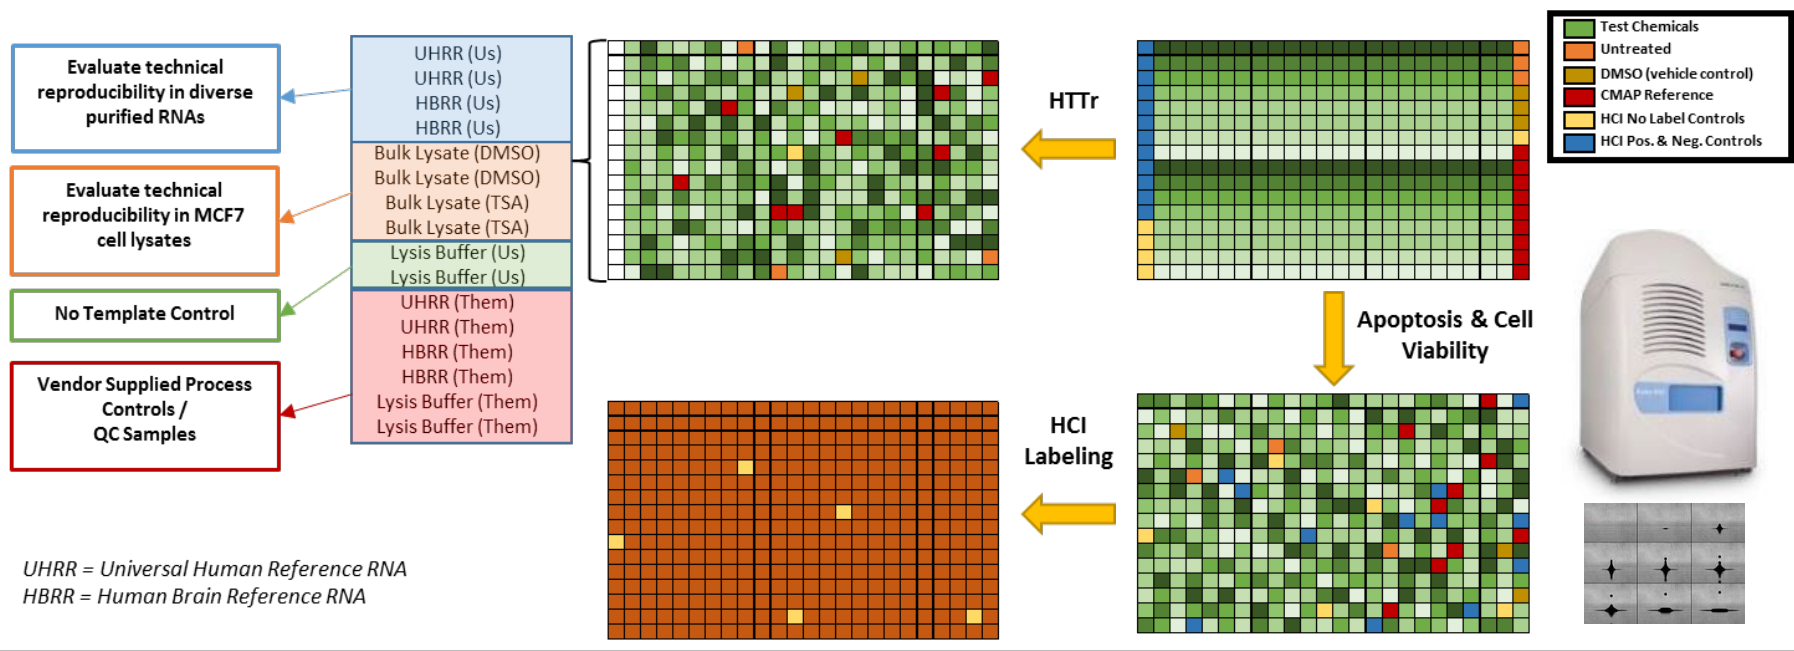 Evaluate technical
reproducibility in diverse
purified RNAs
Evaluate technical
reproducibility in MCF7
cell lysates
No Template Control
Vendor Supplied Process
Controls /
QC Samples
UHRR (Us)
UHRR (Us)
HBRR (Us)
HBRR (Us)
Bulk Lysate (DMSO)
Bulk Lysate (DMSO)
Bulk Lysate (TSA)
Bulk Lysate (TSA)
Lysis Buffer (Us)
Lysis Buffer (Us)
UHRR (Them)
UHRR (Them)
HBRR (Them)
HBRR (Them)
Lysis Buffer (Them)
Lysis Buffer (Them)
HTTr
Apoptosis & Cell
Viability
HCI
Labeling
Test Chemicals
Untreated
DMSO (vehicle control)
CMAP Reference
HCI No Label Controls
HCI Pos. & Neg. Controls
UHRR = Universal Human Reference RNA
HBRR = Human Brain Reference RNA